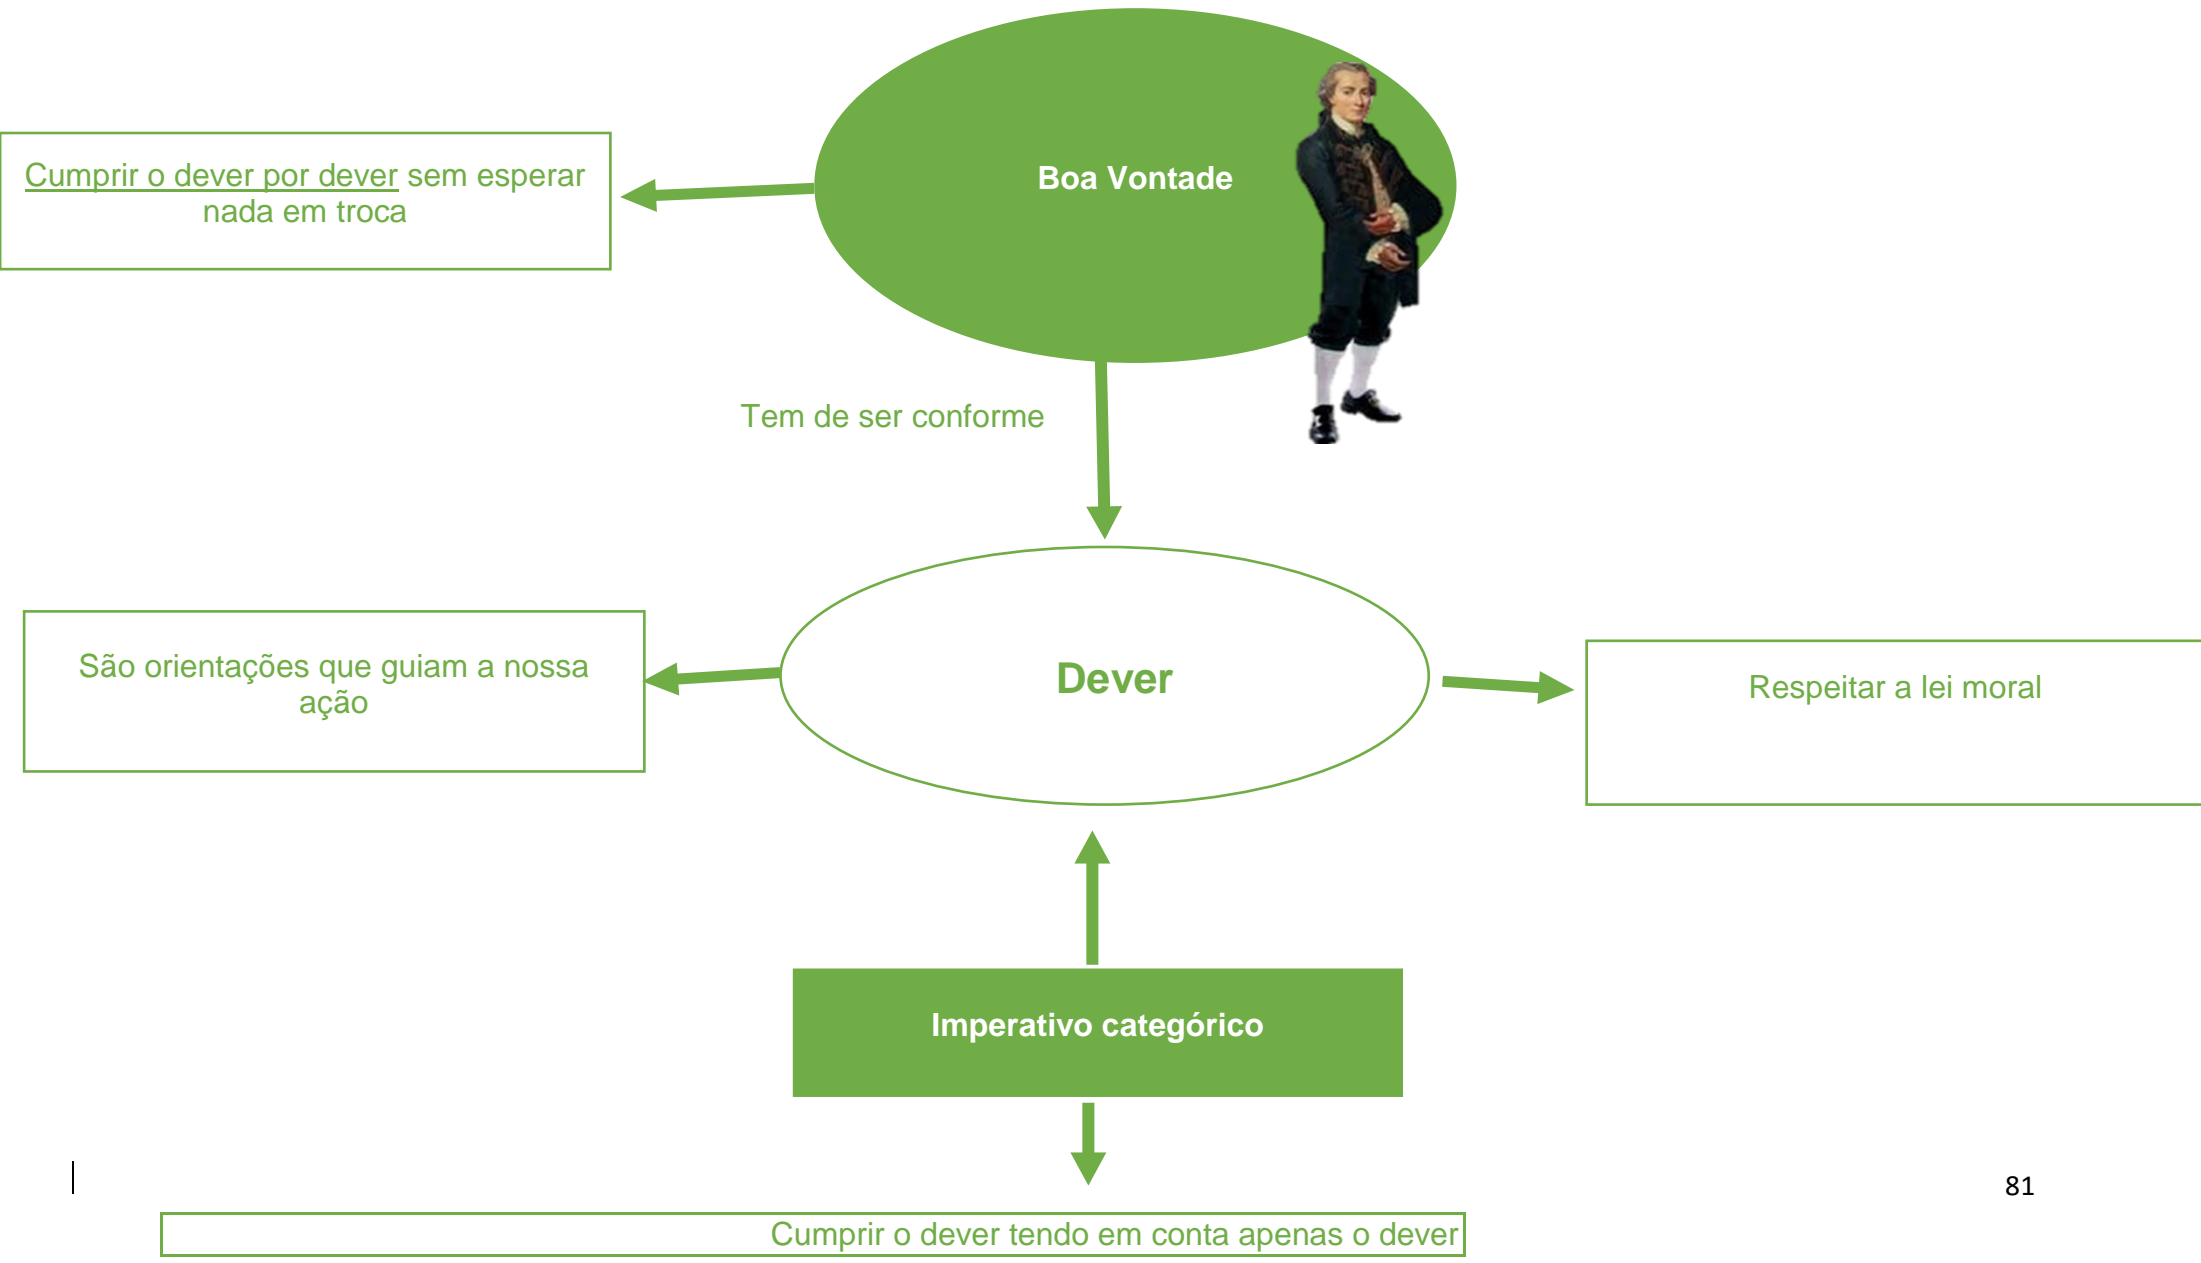 Boa Vontade
Cumprir o dever por dever sem esperar
nada em troca
Tem de ser conforme
Dever
São orientações que guiam a nossa
ação
Respeitar a lei moral
Imperativo categórico
81
Cumprir o dever tendo em conta apenas o dever